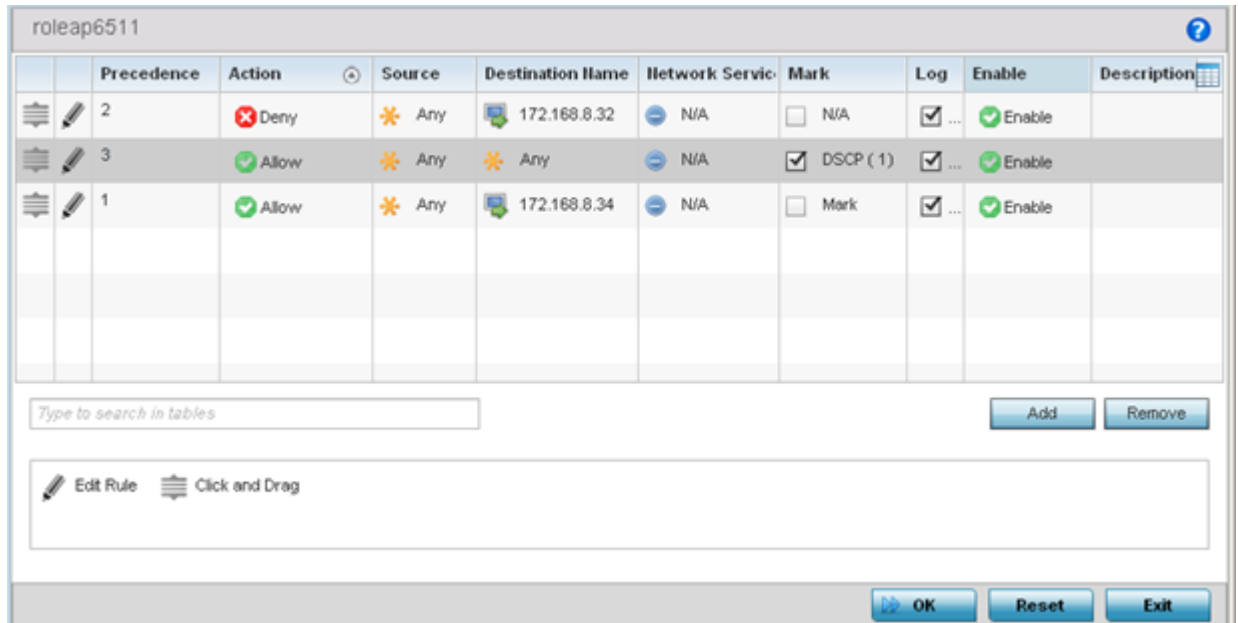 roleap6511
Precedence Action Source Destination Name Network Servic Mark Log Enable Description
2 Deny Any 172.168.8.32 N/A N/A ... Enable
3 Allow Any Any N/A DSCP ( 1 ) ... Enable
1 Allow Any 172.168.8.34 N/A Mark ... Enable
Type to search in tables Add Remove
Edit Rule Click and Drag
OK Reset Exit